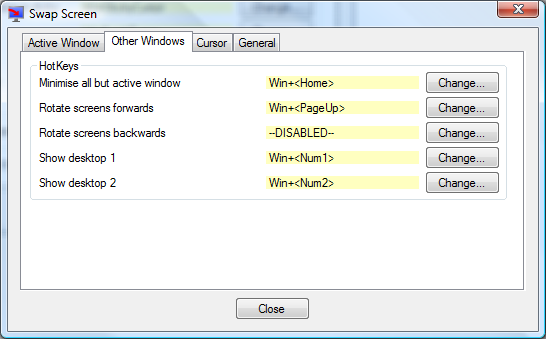 Swap Screen
Active Window Other Windows Cursor General
HotKeys
Minimise all but active window Win+<Home> Change...
Rotate screens forwards Win+<PageUp> Change...
Rotate screens backwards --DISABLED-- Change...
Show desktop 1 Win+<Num1> Change...
Show desktop 2 Win+<Num2> Change...
Close